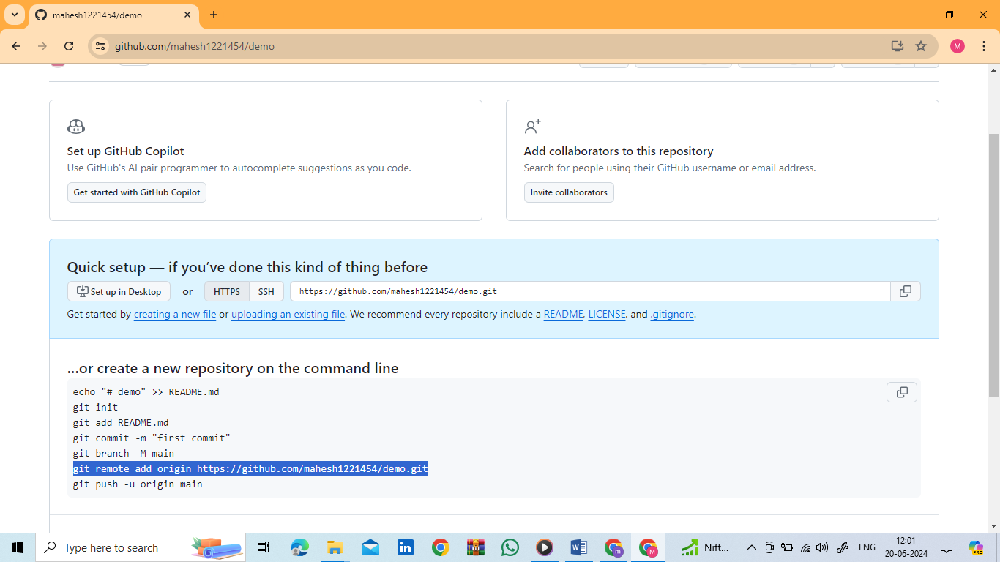 mahesh1221454/demo
github.com/mahesh1221454/demo
M
Set up GitHub Copilot
Use GitHub's AI pair programmer to autocomplete suggestions as you code.
Get started with GitHub Copilot
Add collaborators to this repository
Search for people using their GitHub username or email address.
Invite collaborators
Quick setup — if you’ve done this kind of thing before
Set up in Desktop
or
HTTPS
SSH
https://github.com/mahesh1221454/demo.git
Get started by creating a new file or uploading an existing file. We recommend every repository include a README, LICENSE, and .gitignore.
…or create a new repository on the command line
echo "# demo" >> README.md
git init
git add README.md
git commit -m "first commit"
git branch -M main
git remote add origin https://github.com/mahesh1221454/demo.git
git push -u origin main
Type here to search
m
M
Nift...
ENG
12:01
20-06-2024
PRE